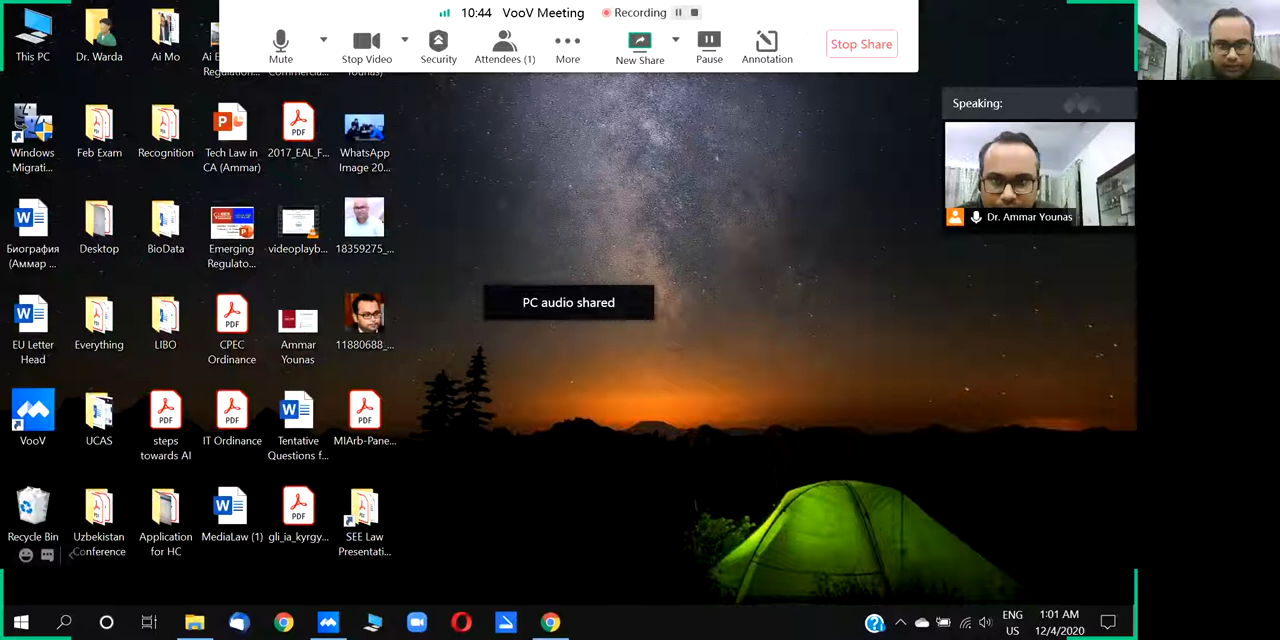 10:44 VooV Meeting Recording
Mute
Stop Video
Security
Attendees (1)
More
New Share
Pause
Annotation
Stop Share
Speaking:
Dr. Ammar Younas
PC audio shared
This PC
Dr. Warda
Ai Mo
Ai E
Regulation...
Younas)
Windows
Migrati...
Feb Exam
Recognition
Tech Law in
CA (Ammar)
2017_EAL_F...
WhatsApp
Image 20...
Биография
(Аммар ...
Desktop
BioData
Emerging
Regulato...
videoplayb...
18359275_...
EU Letter
Head
Everything
LIBO
CPEC
Ordinance
Ammar
Younas
11880688_...
VooV
UCAS
steps
towards AI
IT Ordinance
Tentative
Questions f...
MIArb-Pane...
Recycle Bin
Uzbekistan
Conference
Application
for HC
MediaLaw (1)
gli_ia_kyrgy...
SEE Law
Presentati...
ENG
US
1:01 AM
12/4/2020